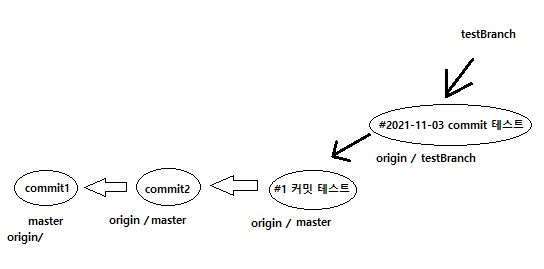 testBranch
#2021-11-03 commit 테스트
origin / testBranch
commit1
commit2
#1 커밋 테스트
master
origin/
origin / master
origin / master